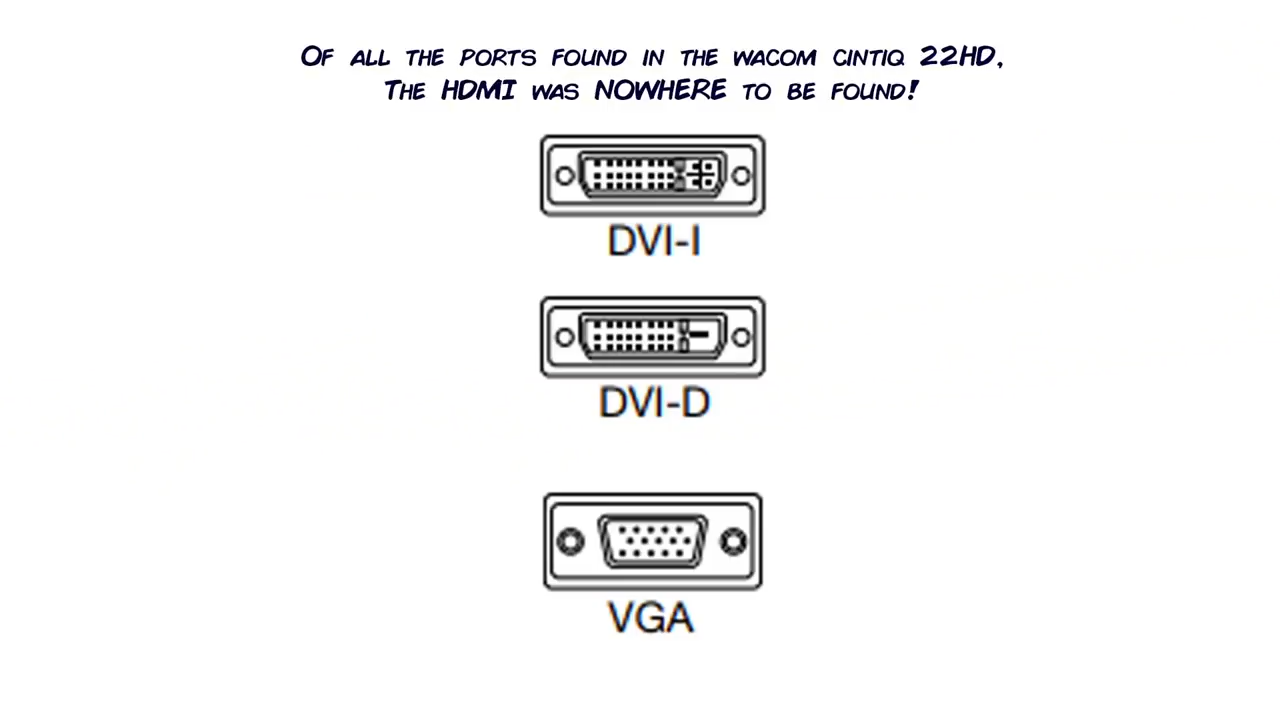 Of all the ports found in the wacom cintiq 22HD,
The HDMI was NOWHERE to be found!
DVI-I
DVI-D
VGA